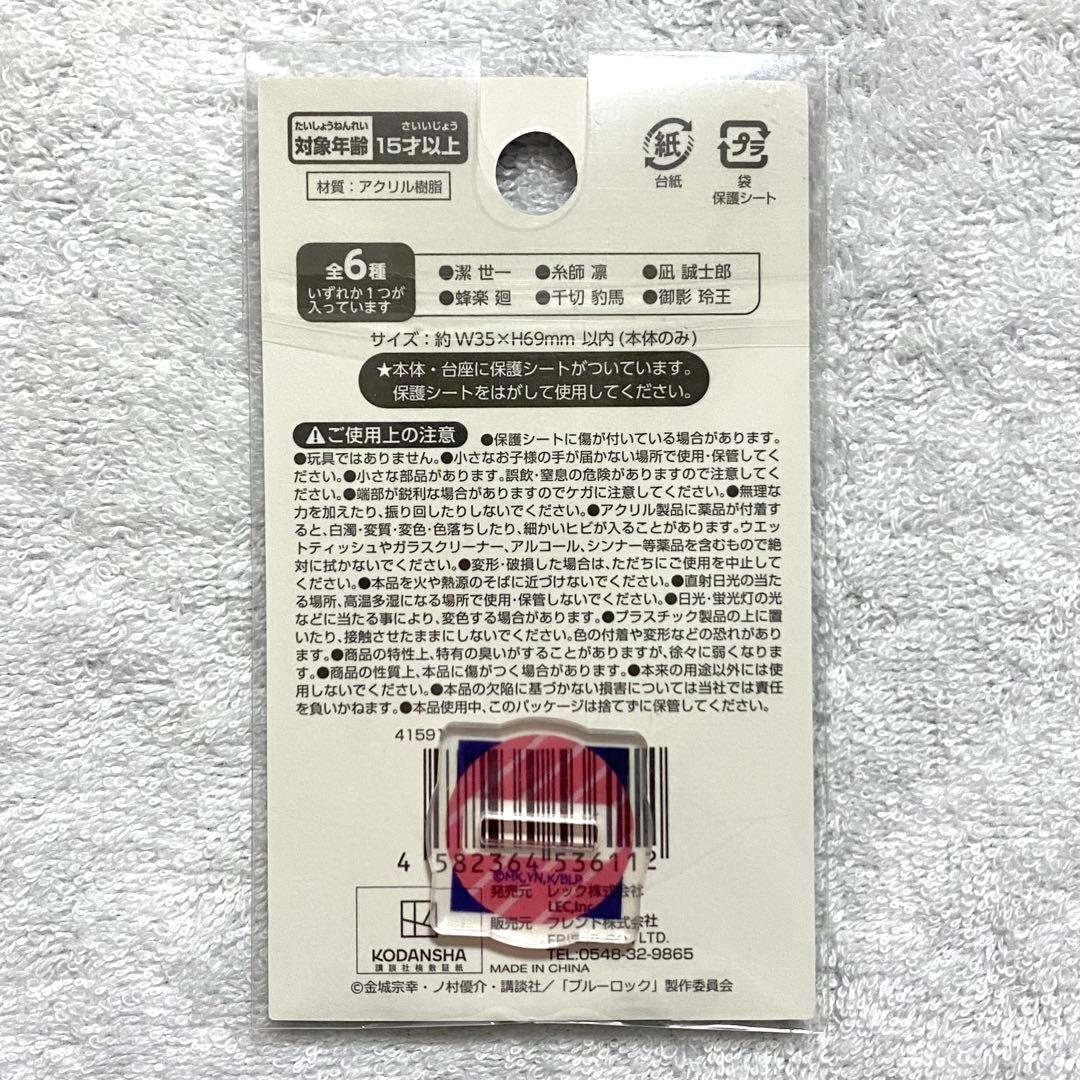 たいしょうねんれい さいいじょう
対象年齢 15才以上
材質：アクリル樹脂
紙
台紙
プラ
袋
保護シート
全6種
いずれか1つが
入っています
●潔 世一 ●糸師 凛 ●凪 誠士郎
●蜂楽 廻 ●千切 豹馬 ●御影 玲王
サイズ：約 W35×H69mm 以内(本体のみ)
★本体・台座に保護シートがついています。
保護シートをはがして使用してください。
ご使用上の注意 ●保護シートに傷が付いている場合があります。
●玩具ではありません。●小さなお子様の手が届かない場所で使用・保管してく
ださい。●小さな部品があります。誤飲・窒息の危険がありますので注意してくだ
さい。●端部が鋭利な場合がありますのでケガに注意してください。●無理な
力を加えたり、振り回したりしないでください。●アクリル製品に薬品が付着す
ると、白濁・変質・変色・色落ちしたり、細かいヒビが入ることがあります。ウエッ
トティッシュやガラスクリーナー、アルコール、シンナー等薬品を含むもので絶
対に拭かないでください。●変形・破損した場合は、ただちにご使用を中止して
ください。●本品を火や熱源のそばに近づけないでください。●直射日光の当た
る場所、高温多湿になる場所で使用・保管しないでください。●日光・蛍光灯の光
などに当たる事により、変色する場合があります。●プラスチック製品の上に置
いたり、接触させたままにしないでください。色の付着や変形などの恐れがありま
す。●商品の特性上、特有の臭いがすることがありますが、徐々に弱くなります。
●商品の性質上、本品に傷がつく場合があります。●本来の用途以外には使
用しないでください。●本品の欠陥に基づかない損害については当社では責任
を負いかねます。●本品使用中、このパッケージは捨てずに保管してください。
41591
4 582364 536112
©MK,YN,K/BLP
発売元 レック株式会社
LEC,Inc
販売元 フレンド株式会社
LTD.
TEL:0548-32-9865
KODANSHA
講談社検数証紙
MADE IN CHINA
©金城宗幸・ノ村優介・講談社／「ブルーロック」製作委員会